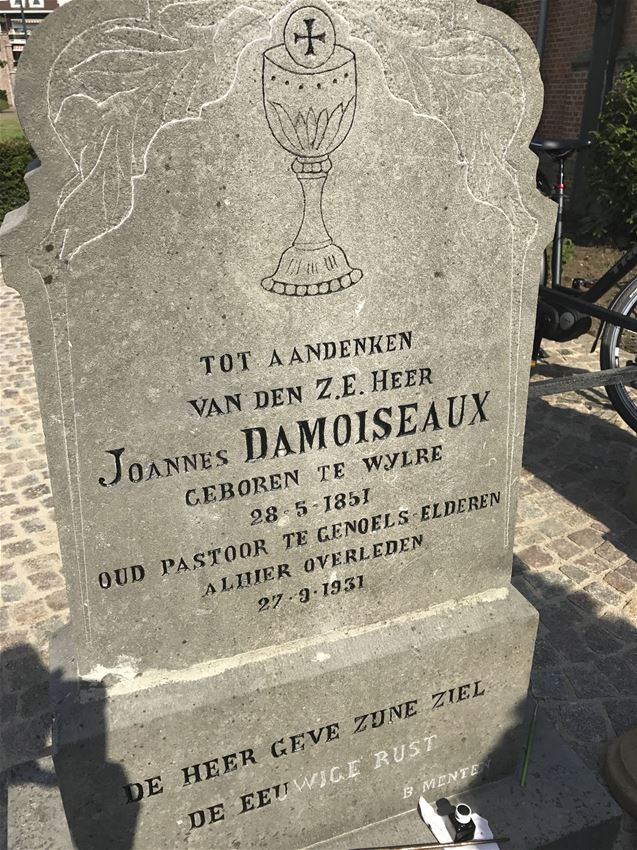 TOT AANDENKEN
VAN DEN Z.E. HEER
JOANNES DAMOISEAUX
GEBOREN TE WYLRE
28-5-1851
OUD PASTOOR TE GENOELS-ELDEREN
ALHIER OVERLEDEN
27-9-1931
DE HEER GEVE ZIJNE ZIEL
DE EEUWIGE RUST
B MENTEN